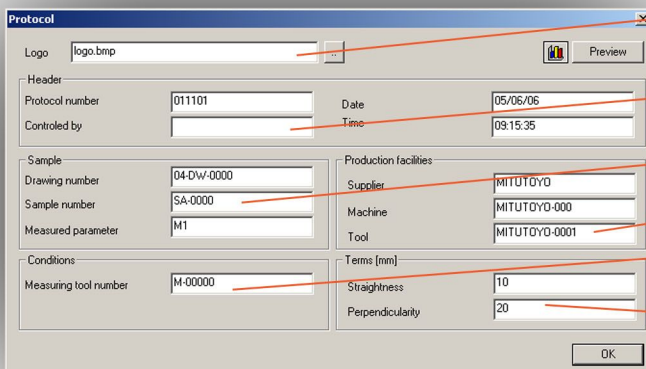 Protocol
Logo logo.bmp .. Preview
Header
Protocol number 011101 Date 05/06/06
Controled by Time 09:15:35
Sample Production facilities
Drawing number 04-DW-0000 Supplier MITUTOYO
Sample number SA-0000 Machine MITUTOYO-000
Measured parameter M1 Tool MITUTOYO-0001
Conditions Terms [mm]
Measuring tool number M-00000 Straightness 10
Perpendicularity 20
OK